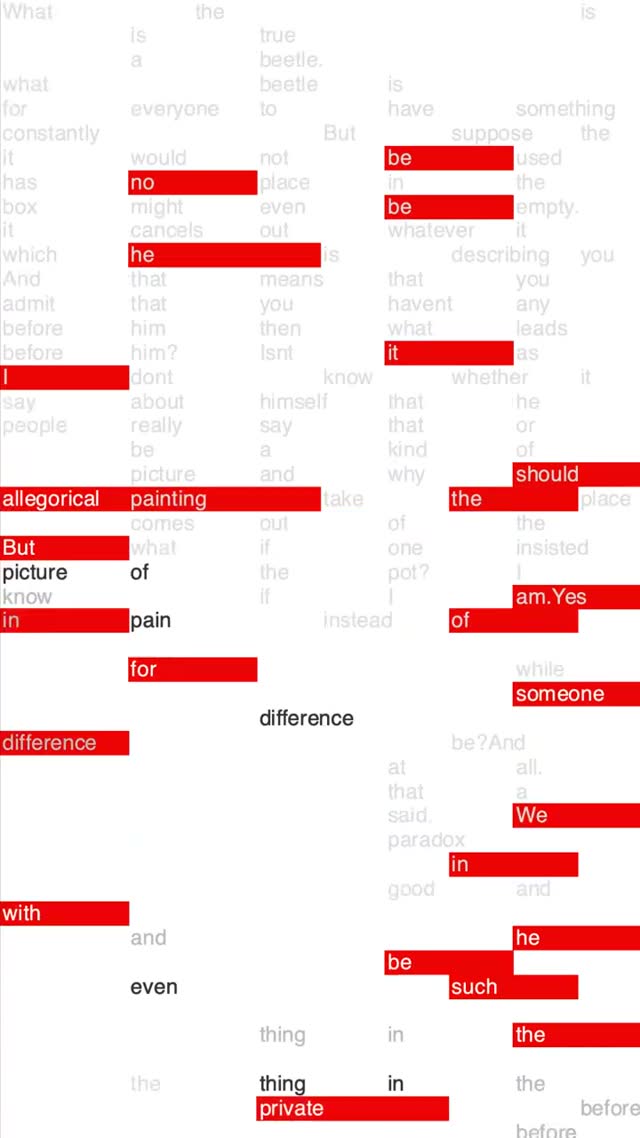 What the is
is true
a beetle.
what beetle is
for everyone to have something
constantly But suppose the
it would not be used
has no place in the
box might even be empty.
it cancels out whatever it
which he is describing you
And that means that you
admit that you havent any
before him then what leads
before him? Isnt it as
I dont know whether it
say about himself that he
people really say that or
be a kind of
picture and why should
allegorical painting take the place
comes out of the
But what if one insisted
picture of the pot? I
know if I am.Yes
in pain instead of
for while
someone
difference
difference be?And
at all.
that a
said. We
paradox
in
good and
with
and he
be
even such
thing in the
the thing in the
private before
before